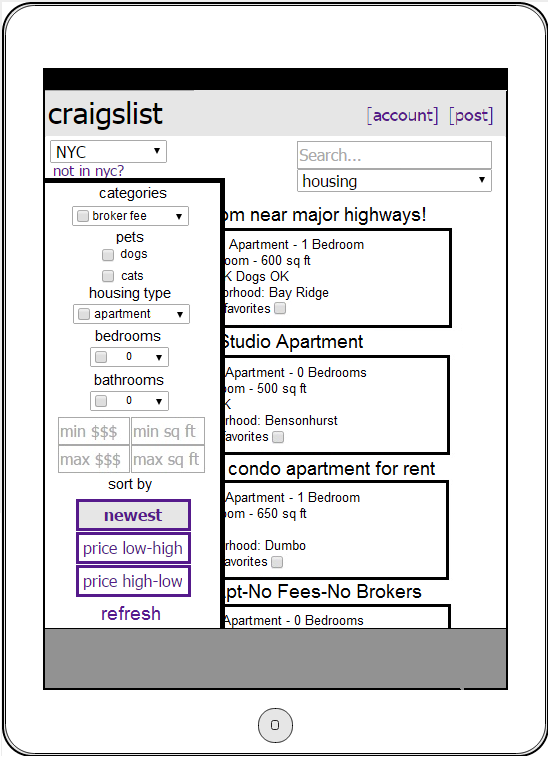 craigslist
[account] [post]
NYC
not in nyc?
Search...
housing
categories
broker fee
pets
dogs
cats
housing type
apartment
bedrooms
0
bathrooms
0
min $$$ min sq ft
max $$$ max sq ft
sort by
newest
price low-high
price high-low
refresh
om near major highways!
Apartment - 1 Bedroom
oom - 600 sq ft
K Dogs OK
orhood: Bay Ridge
favorites
Studio Apartment
Apartment - 0 Bedrooms
oom - 500 sq ft
K
rhood: Bensonhurst
favorites
condo apartment for rent
Apartment - 1 Bedroom
oom - 650 sq ft
rhood: Dumbo
avorites
pt-No Fees-No Brokers
Apartment - 0 Bedrooms